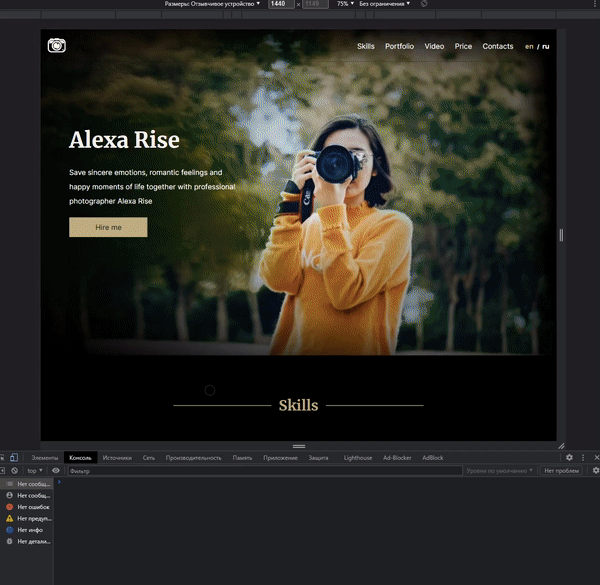 Размеры: Отзывчивое устройство ▼ 1440 × 1149 75% ▼ Без ограничения ▼
Skills Portfolio Video Price Contacts en / ru
Alexa Rise
Save sincere emotions, romantic feelings and
happy moments of life together with professional
photographer Alexa Rise
Hire me
Skills
Элементы Консоль Источники Сеть Производительность Память Приложение Защита Lighthouse Ad-Blocker AdBlock
top ▼ Фильтр Уровни по умолчанию ▼ Нет проблем
Нет сообщ...
Нет сообщ...
Нет ошибок
Нет предуп...
Нет инфо
Нет детали...